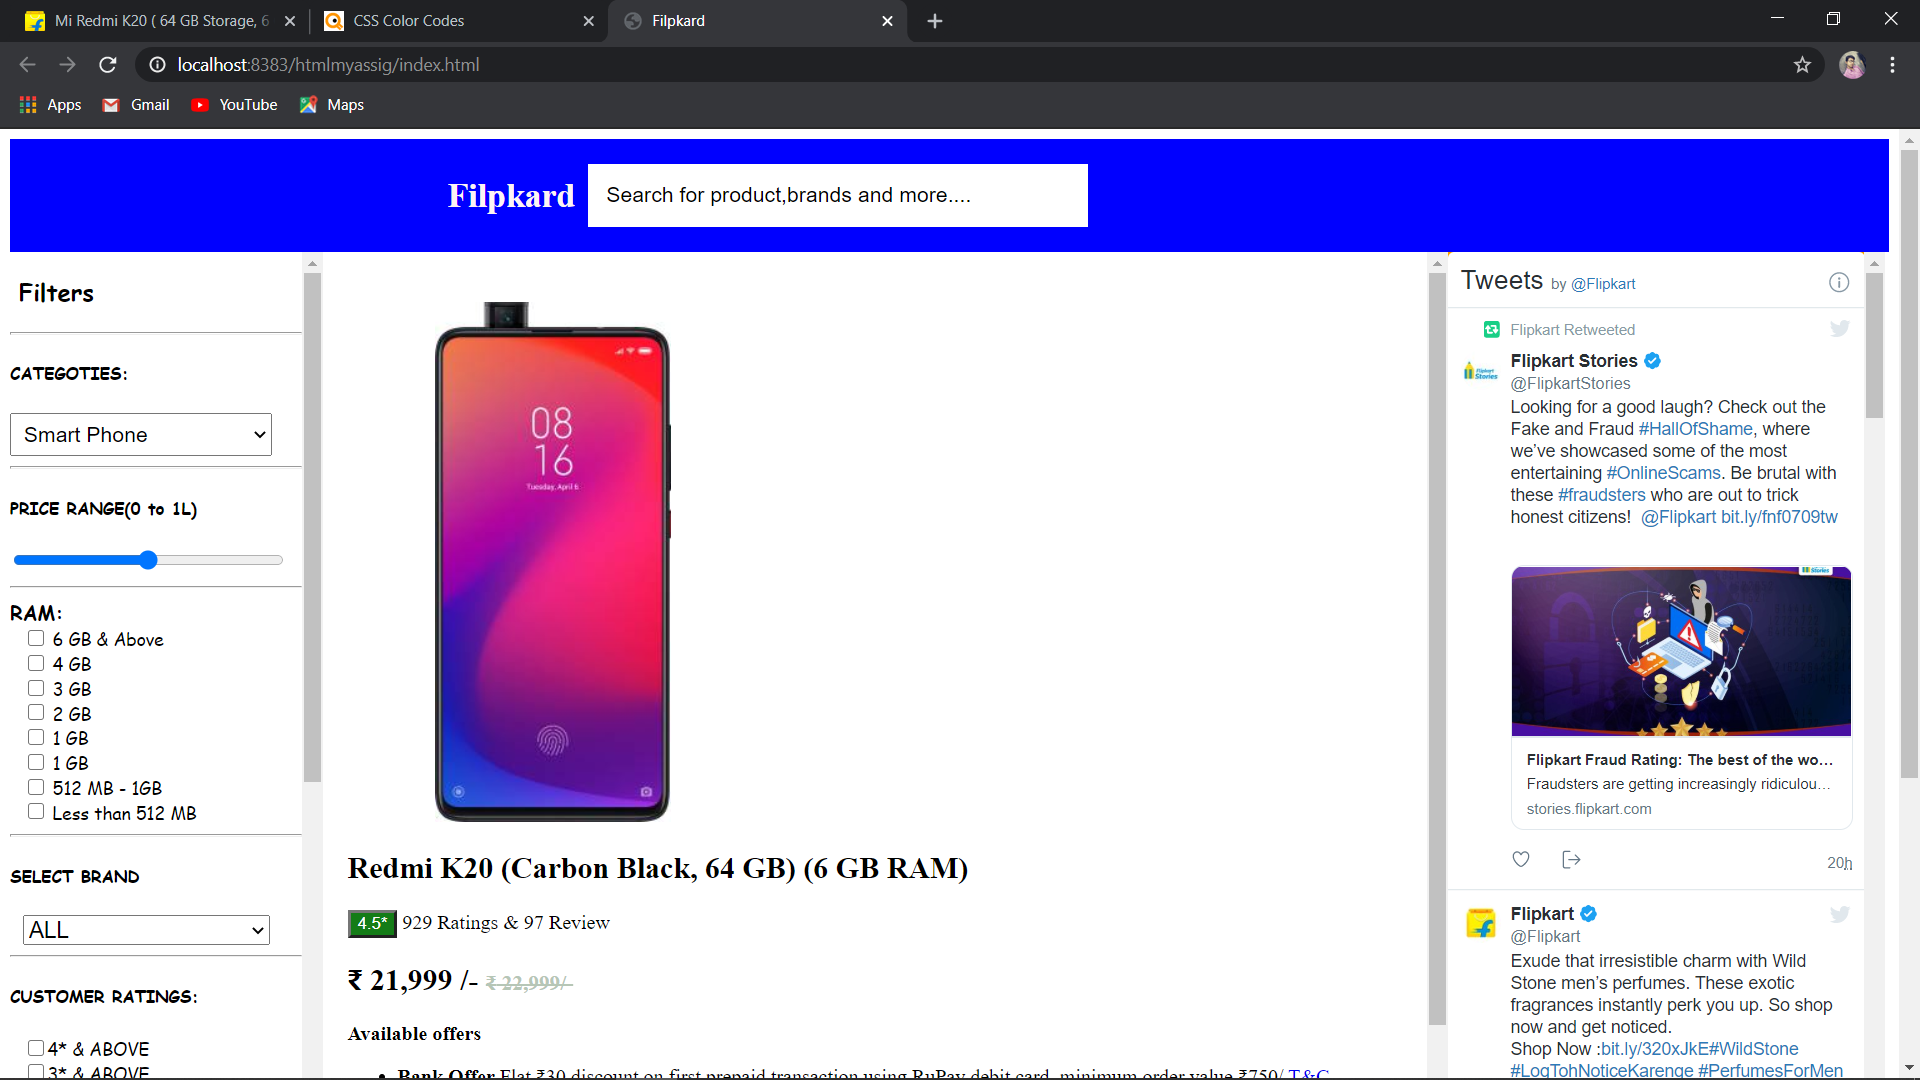 Mi Redmi K20 ( 64 GB Storage, 6
CSS Color Codes
Filpkard
localhost:8383/htmlmyassig/index.html
Apps
Gmail
YouTube
Maps
Filpkard
Search for product,brands and more....
Filters
CATEGOTIES:
Smart Phone
PRICE RANGE(0 to 1L)
RAM:
6 GB & Above
4 GB
3 GB
2 GB
1 GB
1 GB
512 MB - 1GB
Less than 512 MB
SELECT BRAND
ALL
CUSTOMER RATINGS:
4* & ABOVE
3* & ABOVE
08
16
Tuesday, April 6
Redmi K20 (Carbon Black, 64 GB) (6 GB RAM)
4.5* 929 Ratings & 97 Review
₹ 21,999 /- ₹ 22,999/-
Available offers
Bank Offer Flat ₹30 discount on first prepaid transaction using RuPay debit card, minimum order value ₹750/ T&C
Tweets by @Flipkart
Flipkart Retweeted
Flipkart Stories
Flipkart Stories
@FlipkartStories
Looking for a good laugh? Check out the
Fake and Fraud #HallOfShame, where
we've showcased some of the most
entertaining #OnlineScams. Be brutal with
these #fraudsters who are out to trick
honest citizens! @Flipkart bit.ly/fnf0709tw
Stories
Flipkart Fraud Rating: The best of the wo…
Fraudsters are getting increasingly ridiculou…
stories.flipkart.com
20h
Flipkart
@Flipkart
Exude that irresistible charm with Wild
Stone men's perfumes. These exotic
fragrances instantly perk you up. So shop
now and get noticed.
Shop Now :bit.ly/320xJkE#WildStone
#LogTohNoticeKarenge #PerfumesForMen